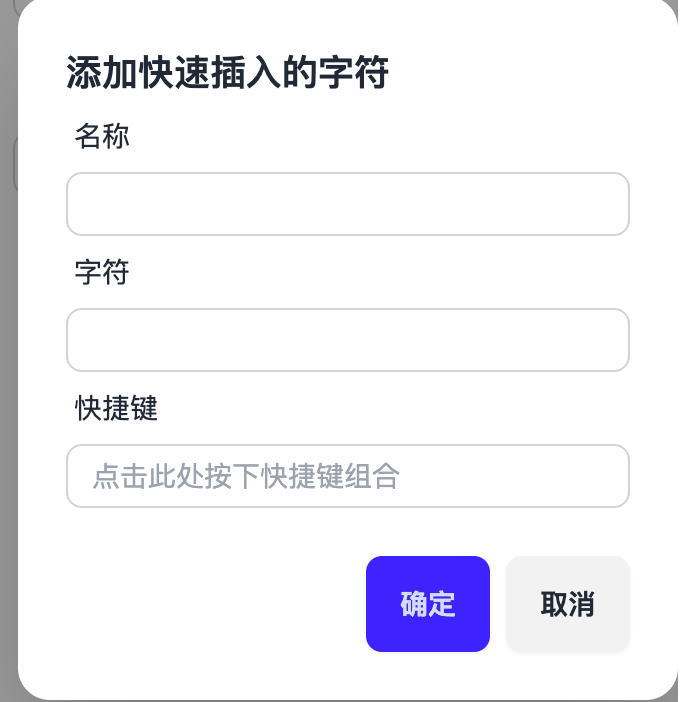 添加快速插入的字符
名称
字符
快捷键
点击此处按下快捷键组合
确定
取消